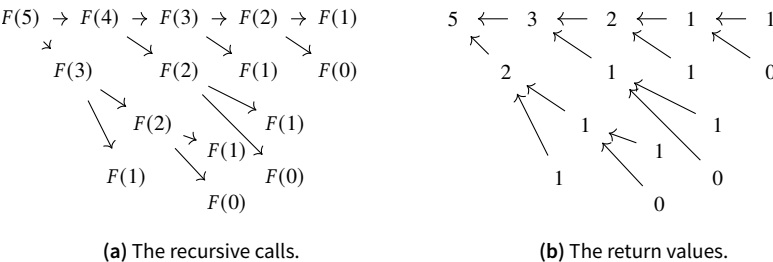 F(5) → F(4) → F(3) → F(2) → F(1)
5 ← 3 ← 2 ← 1 ← 1
F(3) F(2) F(1) F(0)
2 1 1 0
F(2) F(1)
1 1
F(1)
1
F(1) F(0)
1 0
F(0)
0
(a) The recursive calls.
(b) The return values.